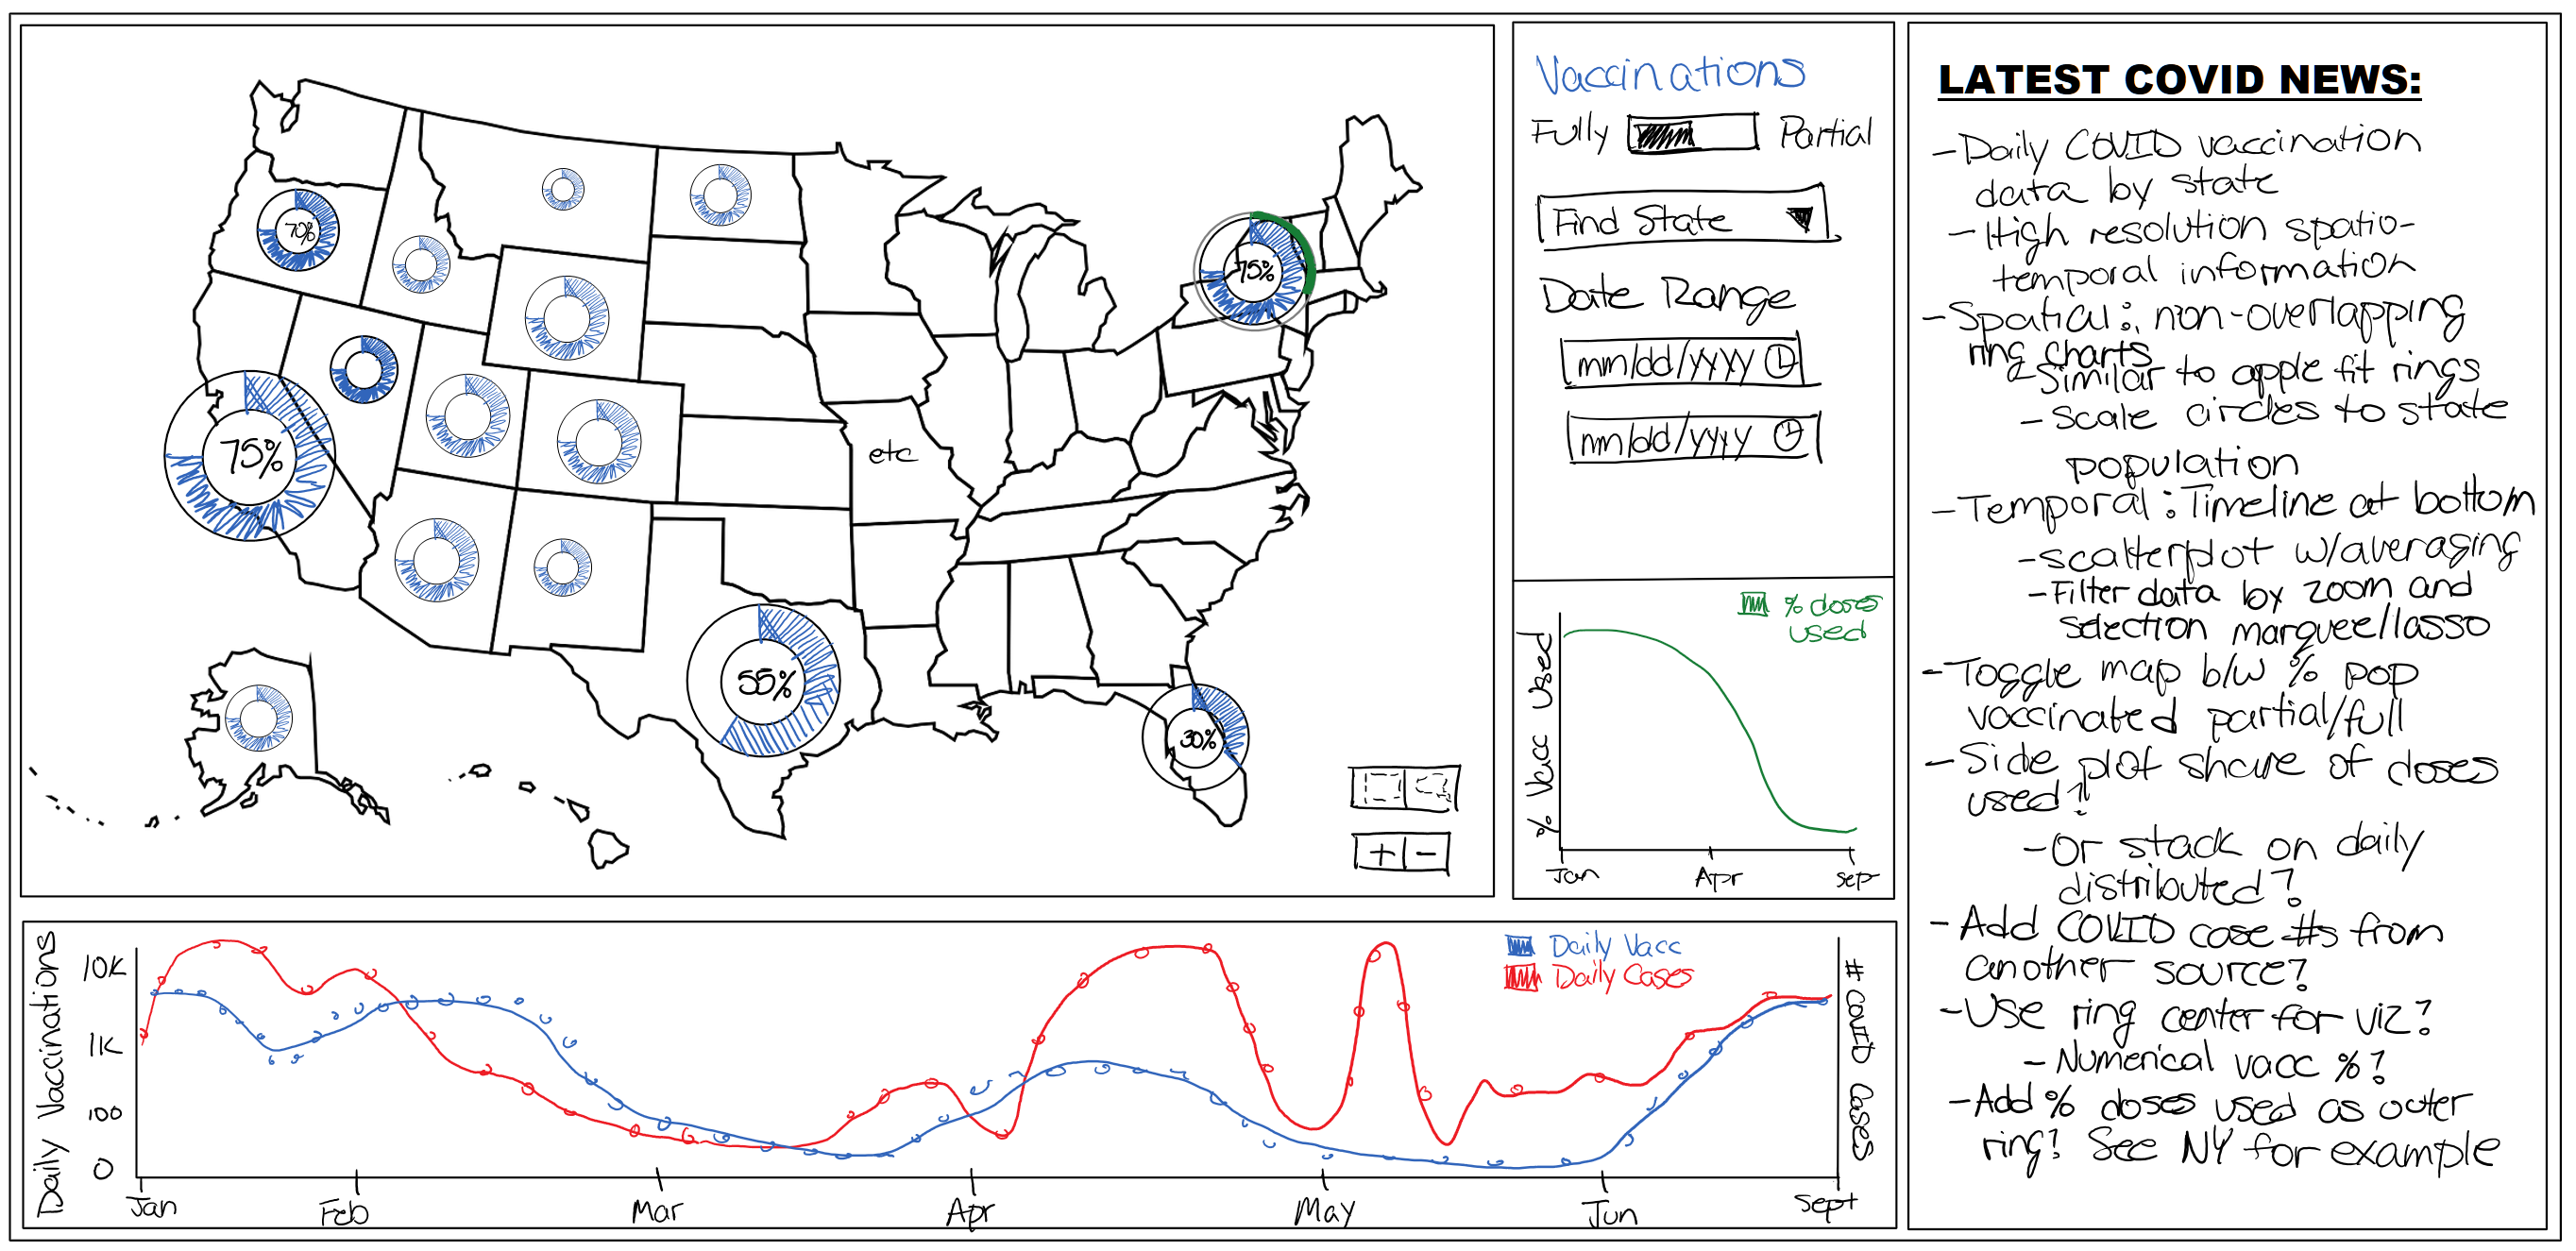 70%
75%
75%
etc
55%
30%
+ -
Vaccinations
Fully Partial
Find State
Date Range
mm/dd/yyyy
mm/dd/yyyy
% doses
used
% Vacc Used
Jan Apr Sept
LATEST COVID NEWS:
-Daily COVID vaccination
data by state
-High resolution spatio-
temporal information
-Spatial: non-overlapping
ring charts
-Similar to apple fit rings
-Scale circles to state
population
-Temporal: Timeline at bottom
-scatterplot w/averaging
-Filter data by zoom and
selection marquee/lasso
-Toggle map b/w % pop
vaccinated partial/full
-Side plot share of doses
used?
-Or stack on daily
distributed?
-Add COVID case #s from
another source?
-Use ring center for viz?
-Numerical vacc %?
-Add % doses used as outer
ring? See NY for example
Daily Vaccinations
10K
1K
100
0
Daily Vacc
Daily Cases
# COVID Cases
Jan Feb Mar Apr May Jun Sept